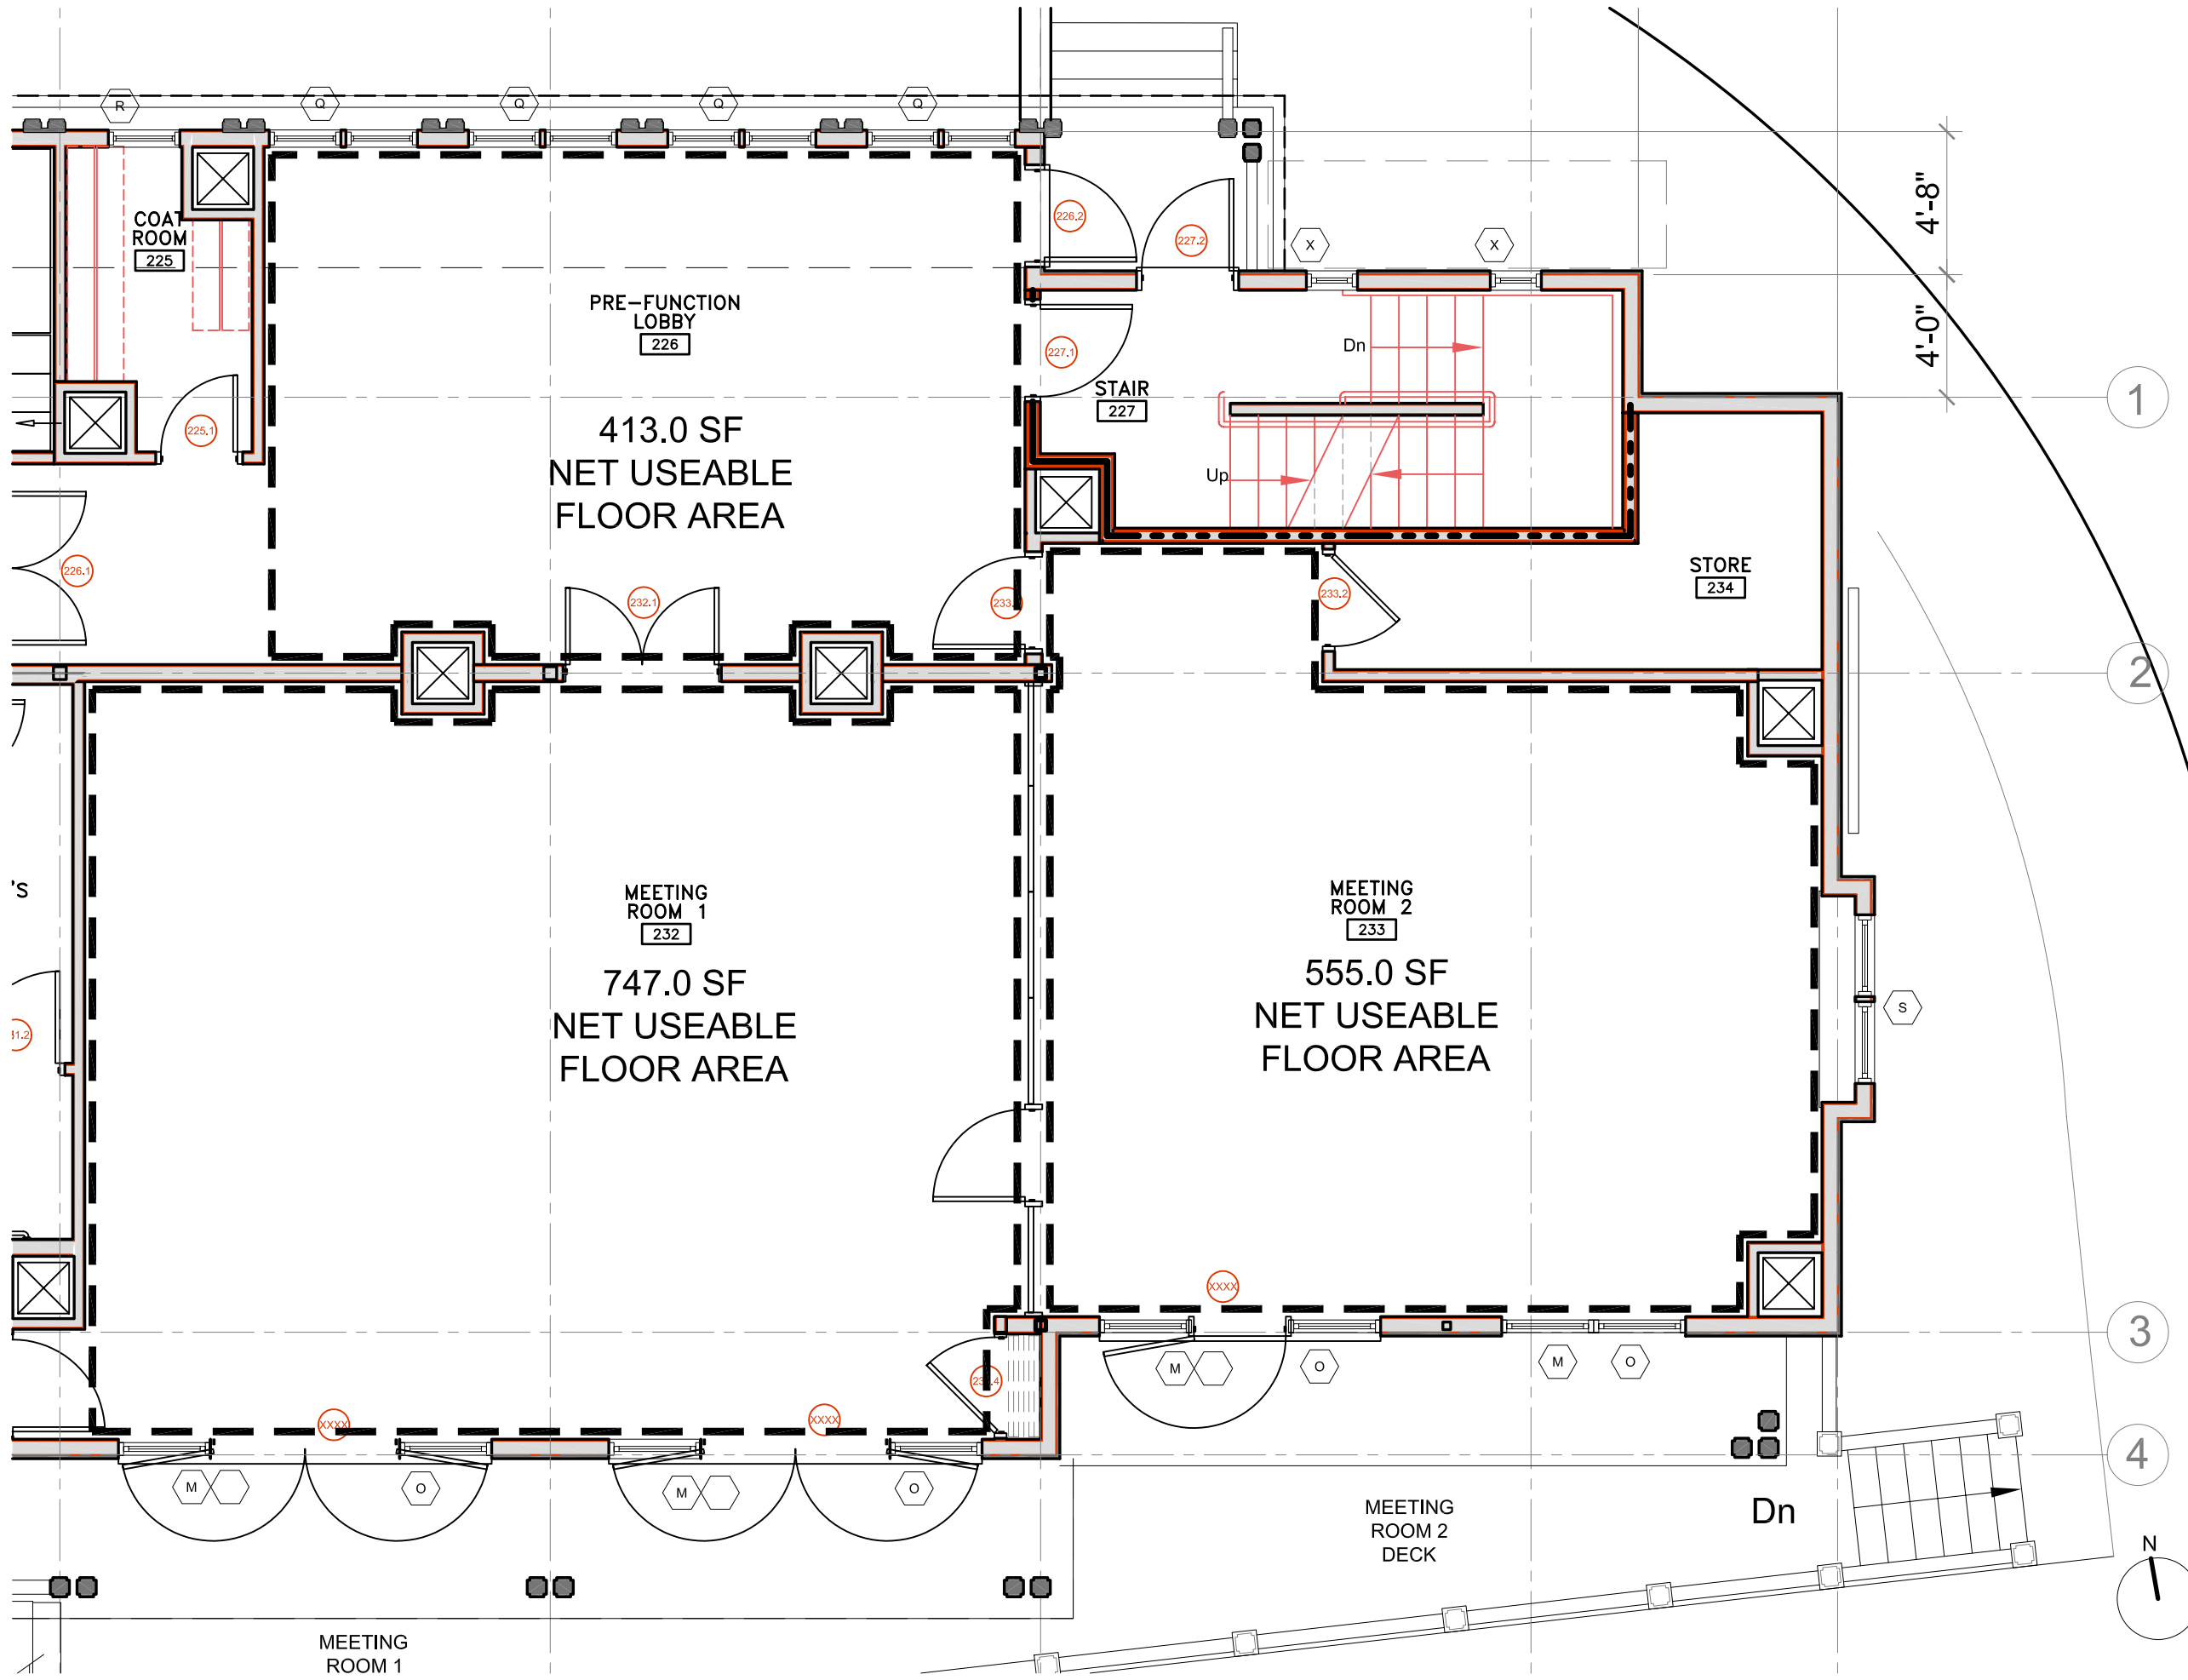 R
Q
Q
Q
Q
4'-8"
COAT
ROOM
225
226.2
227.2
X
X
PRE-FUNCTION
LOBBY
226
4'-0"
227.1
Dn
STAIR
227
1
225.1
413.0 SF
NET USEABLE
FLOOR AREA
Up
226.1
232.1
233.2
STORE
234
2
'S
MEETING
ROOM 1
232
747.0 SF
NET USEABLE
FLOOR AREA
MEETING
ROOM 2
233
555.0 SF
NET USEABLE
FLOOR AREA
S
XXXX
3
M
O
M
O
XXXX
XXXX
4
M
O
M
O
MEETING
ROOM 2
DECK
Dn
N
MEETING
ROOM 1